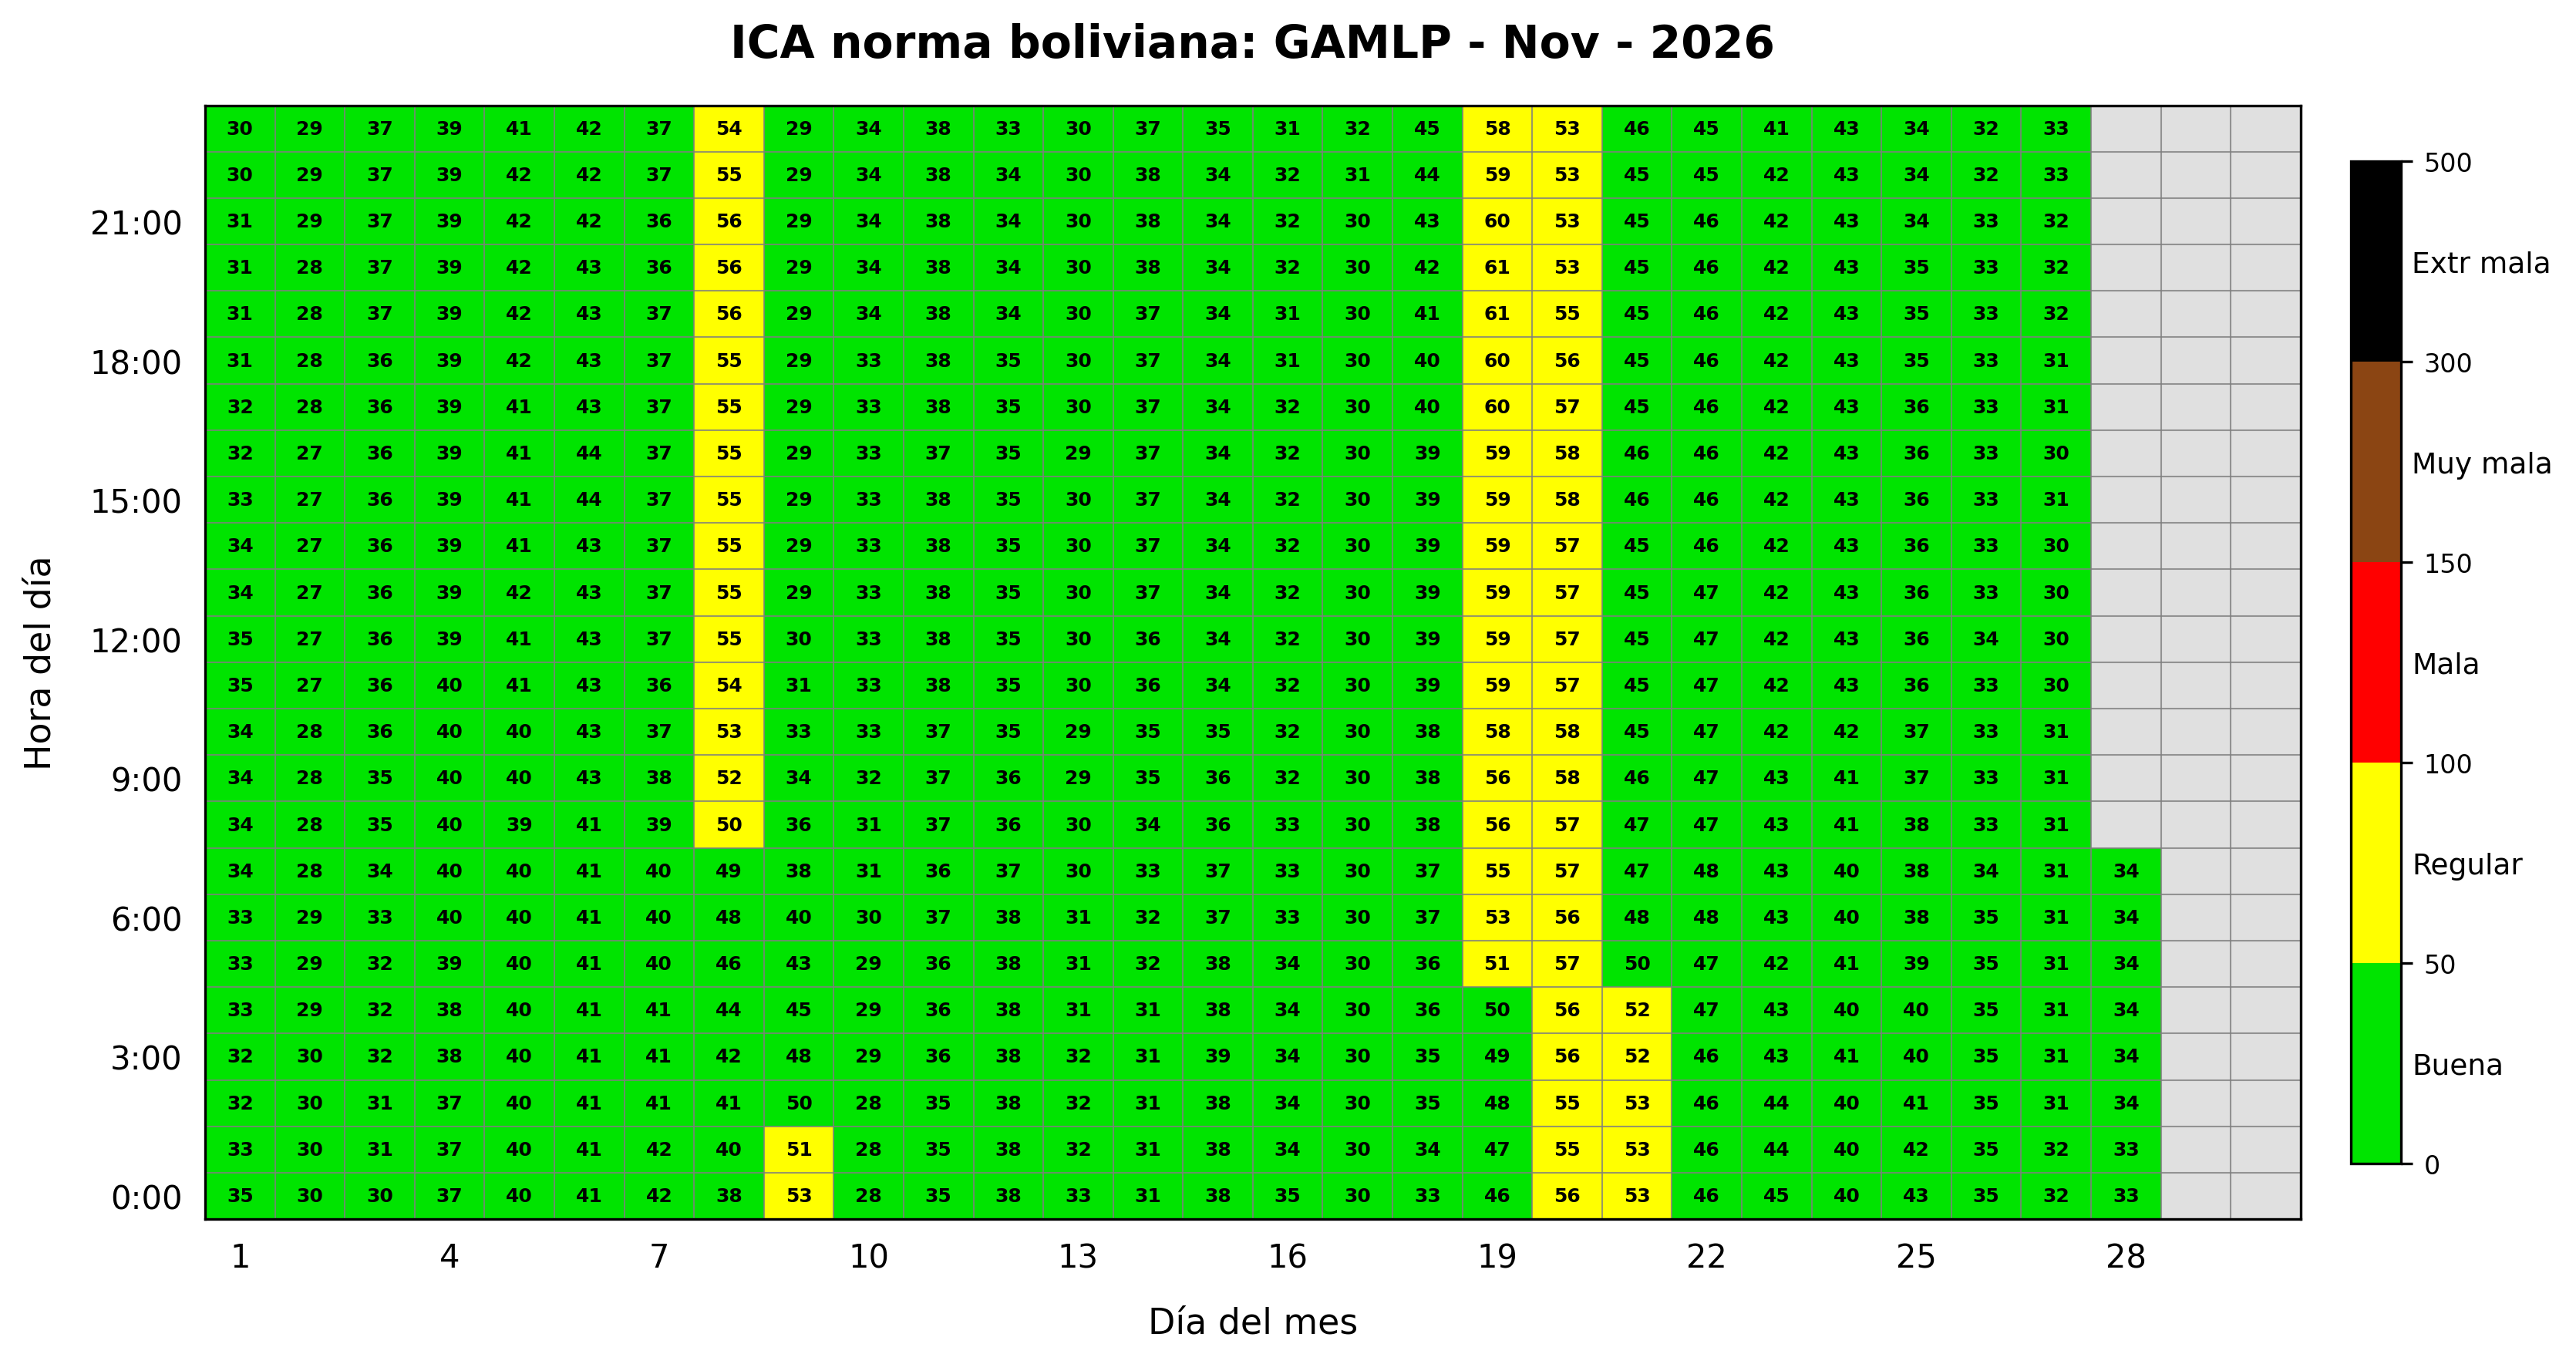 ICA norma boliviana: GAMLP - Nov - 2026
30 29 37 39 41 42 37 54 29 34 38 33 30 37 35 31 32 45 58 53 46 45 41 43 34 32 33
30 29 37 39 42 42 37 55 29 34 38 34 30 38 34 32 31 44 59 53 45 45 42 43 34 32 33
21:00 31 29 37 39 42 42 36 56 29 34 38 34 30 38 34 32 30 43 60 53 45 46 42 43 34 33 32
31 28 37 39 42 43 36 56 29 34 38 34 30 38 34 32 30 42 61 53 45 46 42 43 35 33 32
31 28 37 39 42 43 37 56 29 34 38 34 30 37 34 31 30 41 61 55 45 46 42 43 35 33 32
18:00 31 28 36 39 42 43 37 55 29 33 38 35 30 37 34 31 30 40 60 56 45 46 42 43 35 33 31
32 28 36 39 41 43 37 55 29 33 38 35 30 37 34 32 30 40 60 57 45 46 42 43 36 33 31
32 27 36 39 41 44 37 55 29 33 37 35 29 37 34 32 30 39 59 58 46 46 42 43 36 33 30
15:00 33 27 36 39 41 44 37 55 29 33 38 35 30 37 34 32 30 39 59 58 46 46 42 43 36 33 31
34 27 36 39 41 43 37 55 29 33 38 35 30 37 34 32 30 39 59 57 45 46 42 43 36 33 30
34 27 36 39 42 43 37 55 29 33 38 35 30 37 34 32 30 39 59 57 45 47 42 43 36 33 30
12:00 35 27 36 39 41 43 37 55 30 33 38 35 30 36 34 32 30 39 59 57 45 47 42 43 36 34 30
35 27 36 40 41 43 36 54 31 33 38 35 30 36 34 32 30 39 59 57 45 47 42 43 36 33 30
34 28 36 40 40 43 37 53 33 33 37 35 29 35 35 32 30 38 58 58 45 47 42 42 37 33 31
9:00 34 28 35 40 40 43 38 52 34 32 37 36 29 35 36 32 30 38 56 58 46 47 43 41 37 33 31
34 28 35 40 39 41 39 50 36 31 37 36 30 34 36 33 30 38 56 57 47 47 43 41 38 33 31
34 28 34 40 40 41 40 49 38 31 36 37 30 33 37 33 30 37 55 57 47 48 43 40 38 34 31 34
6:00 33 29 33 40 40 41 40 48 40 30 37 38 31 32 37 33 30 37 53 56 48 48 43 40 38 35 31 34
33 29 32 39 40 41 40 46 43 29 36 38 31 32 38 34 30 36 51 57 50 47 42 41 39 35 31 34
33 29 32 38 40 41 41 44 45 29 36 38 31 31 38 34 30 36 50 56 52 47 43 40 40 35 31 34
3:00 32 30 32 38 40 41 41 42 48 29 36 38 32 31 39 34 30 35 49 56 52 46 43 41 40 35 31 34
32 30 31 37 40 41 41 41 50 28 35 38 32 31 38 34 30 35 48 55 53 46 44 40 41 35 31 34
33 30 31 37 40 41 42 40 51 28 35 38 32 31 38 34 30 34 47 55 53 46 44 40 42 35 32 33
0:00 35 30 30 37 40 41 42 38 53 28 35 38 33 31 38 35 30 33 46 56 53 46 45 40 43 35 32 33
1 4 7 10 13 16 19 22 25 28
Día del mes
Hora del día
500
Extr mala
300
Muy mala
150
Mala
100
Regular
50
Buena
0